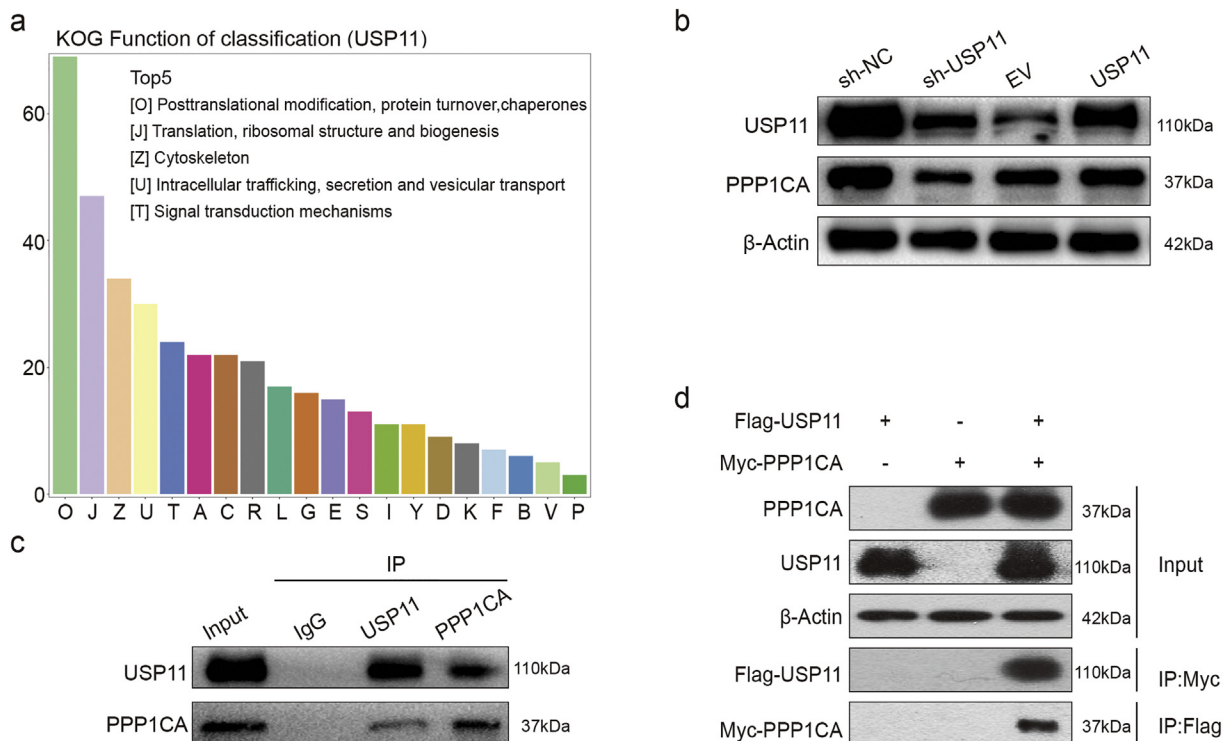 a
KOG Function of classification (USP11)
Top5
[O] Posttranslational modification, protein turnover,chaperones
[J] Translation, ribosomal structure and biogenesis
[Z] Cytoskeleton
[U] Intracellular trafficking, secretion and vesicular transport
[T] Signal transduction mechanisms
60
40
20
0
O J Z U T A C R L G E S I Y D K F B V P
b
sh-NC sh-USP11 EV USP11
USP11 110kDa
PPP1CA 37kDa
β-Actin 42kDa
c
IP
Input IgG USP11 PPP1CA
USP11 110kDa
PPP1CA 37kDa
d
Flag-USP11 + - +
Myc-PPP1CA - + +
PPP1CA 37kDa
USP11 110kDa Input
β-Actin 42kDa
Flag-USP11 110kDa IP:Myc
Myc-PPP1CA 37kDa IP:Flag